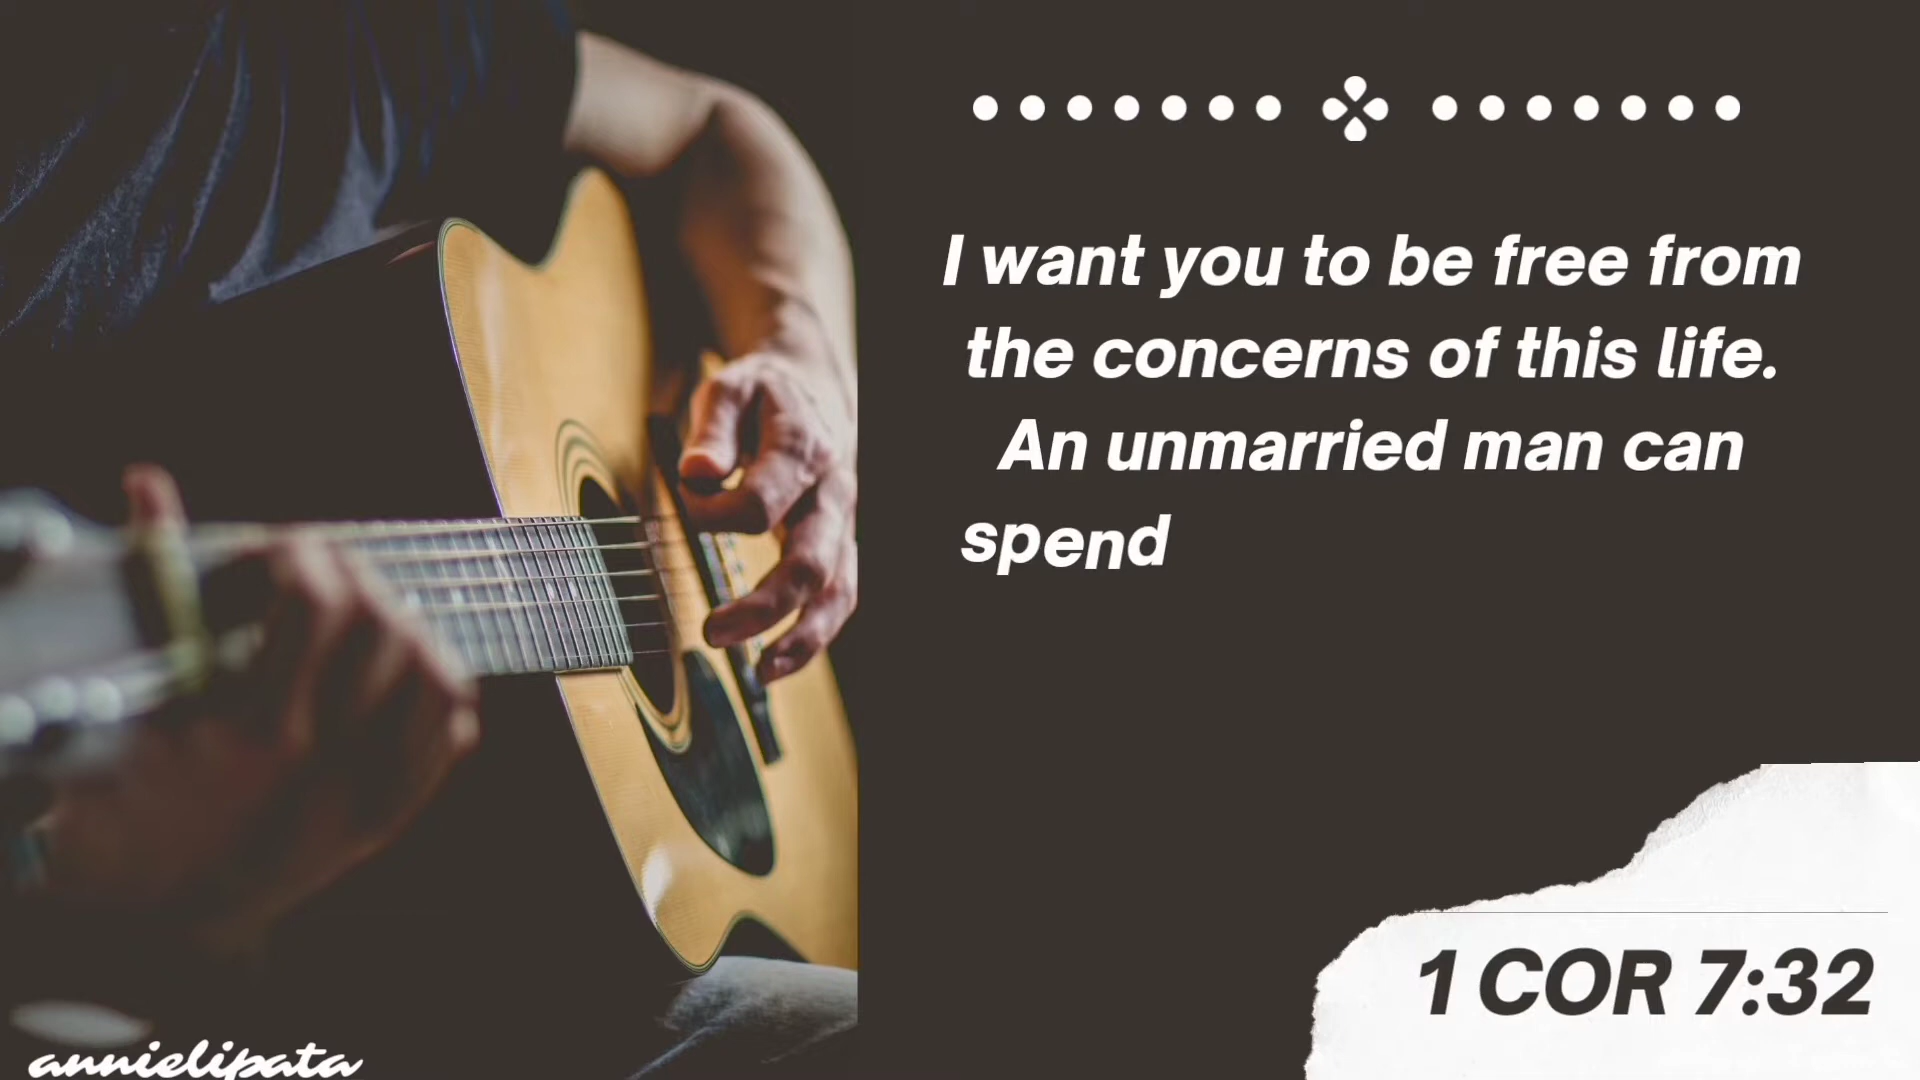 I want you to be free from
the concerns of this life.
An unmarried man can
spend
1 COR 7:32
annielipata